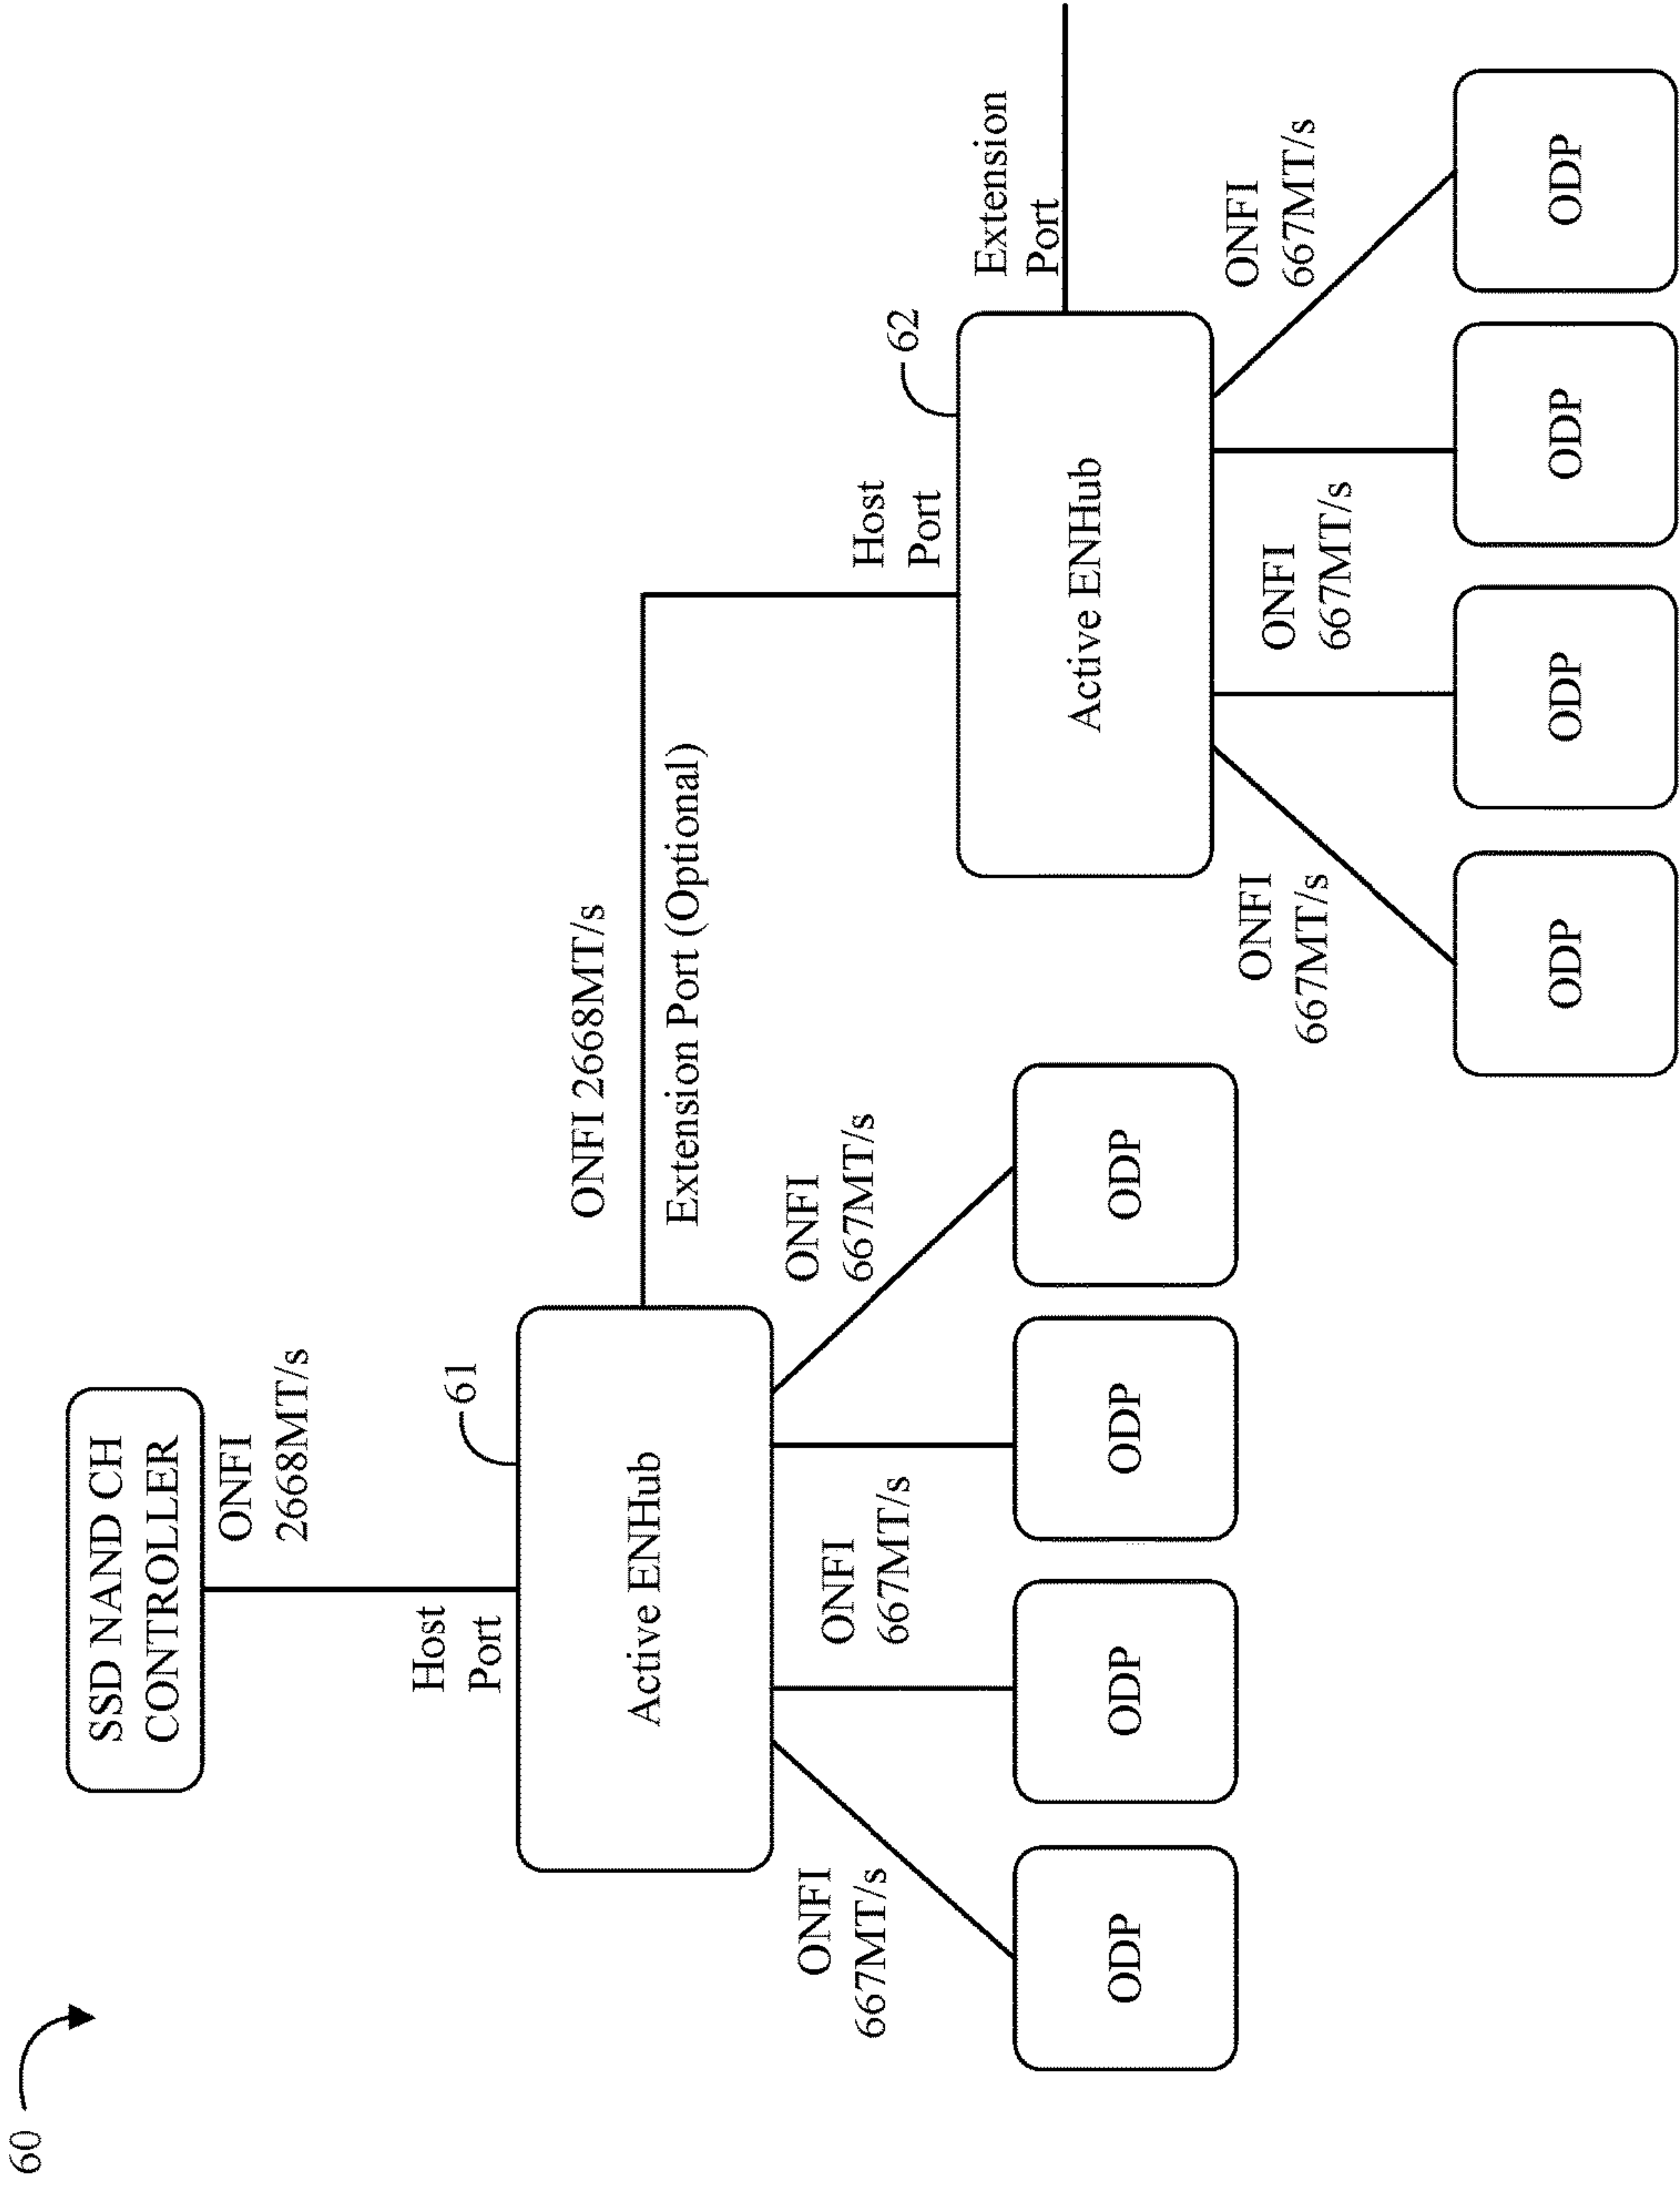 60
SSD NAND CH
CONTROLLER
ONFI
2668MT/s
Host
Port
61
Active ENHub
ONFI 2668MT/s
Extension Port (Optional)
ONFI
667MT/s
ONFI
667MT/s
ONFI
667MT/s
ODP
ODP
ODP
ODP
Host
Port
62
Active ENHub
Extension
Port
ONFI
667MT/s
ONFI
667MT/s
ONFI
667MT/s
ODP
ODP
ODP
ODP